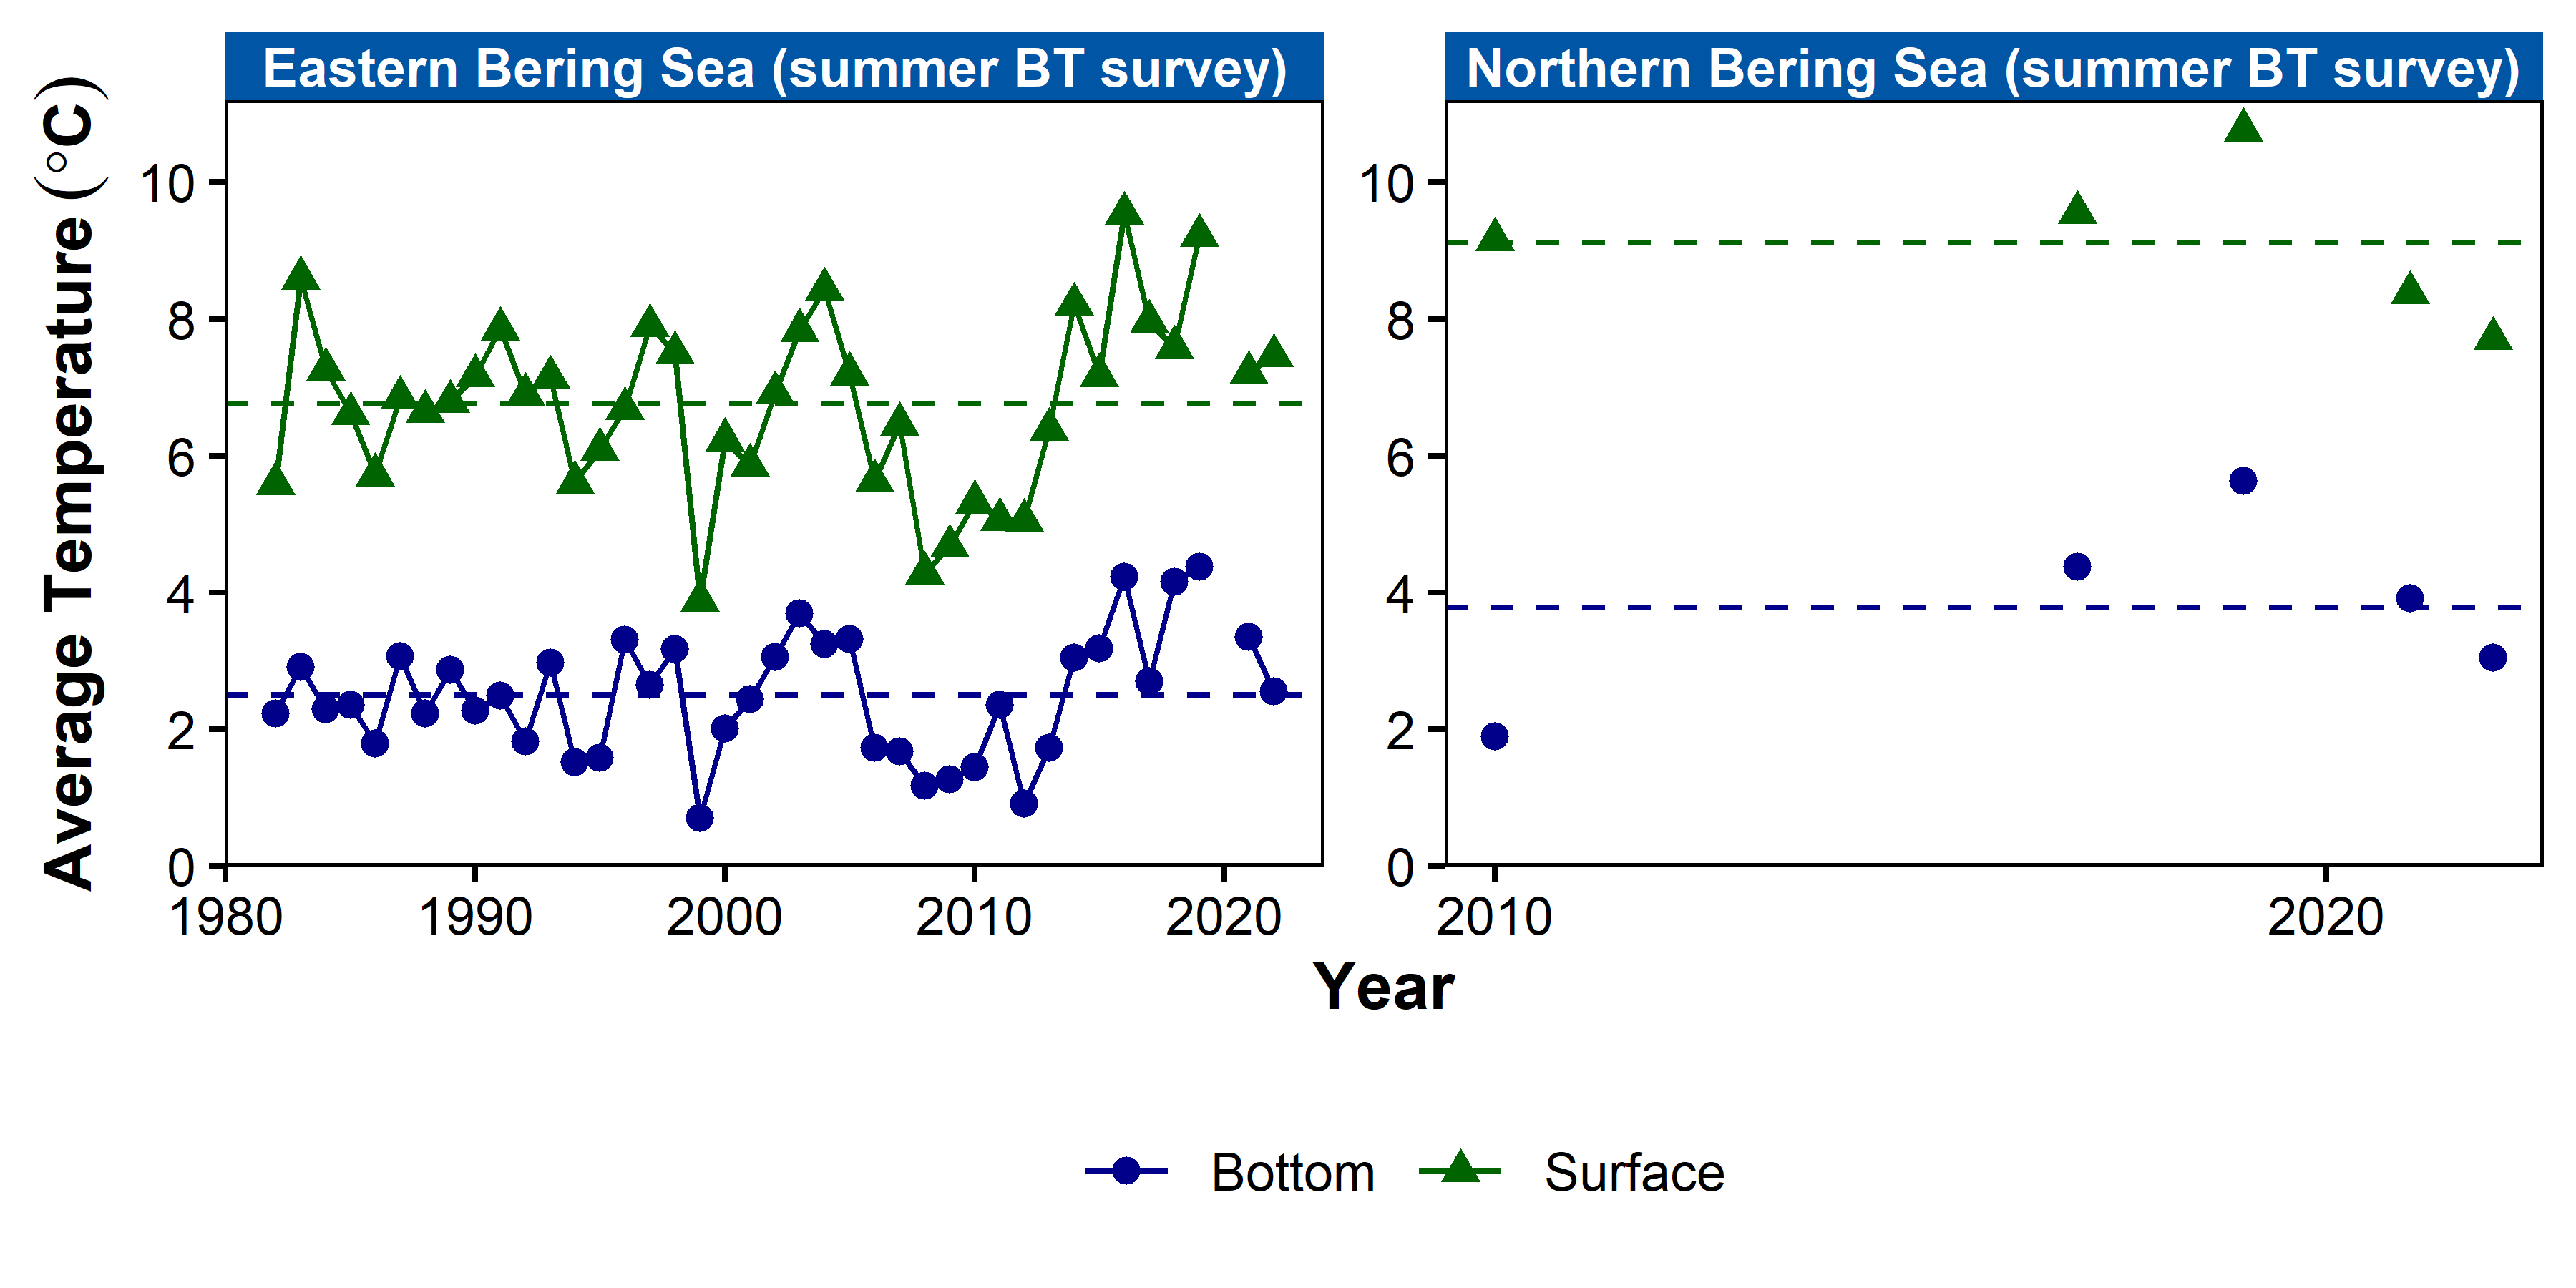 Eastern Bering Sea (summer BT survey)
Northern Bering Sea (summer BT survey)
Average Temperature (°C)
10
8
6
4
2
0
10
8
6
4
2
0
1980 1990 2000 2010 2020
2010 2020
Year
Bottom Surface